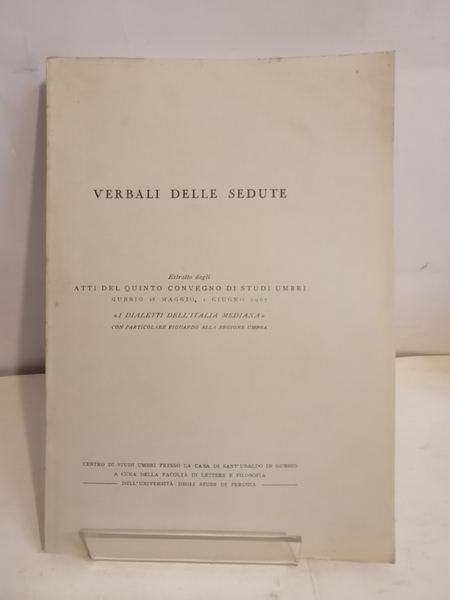 VERBALI DELLE SEDUTE
Estratto dagli
ATTI DEL QUINTO CONVEGNO DI STUDI UMBRI
GUBBIO 28 MAGGIO, 1 GIUGNO 1967
«I DIALETTI DELL'ITALIA MEDIANA»
CON PARTICOLARE RIGUARDO ALLA REGIONE UMBRA
CENTRO DI STUDI UMBRI PRESSO LA CASA DI SANT'UBALDO IN GUBBIO
A CURA DELLA FACOLTÀ DI LETTERE E FILOSOFIA
DELL'UNIVERSITÀ DEGLI STUDI DI PERUGIA